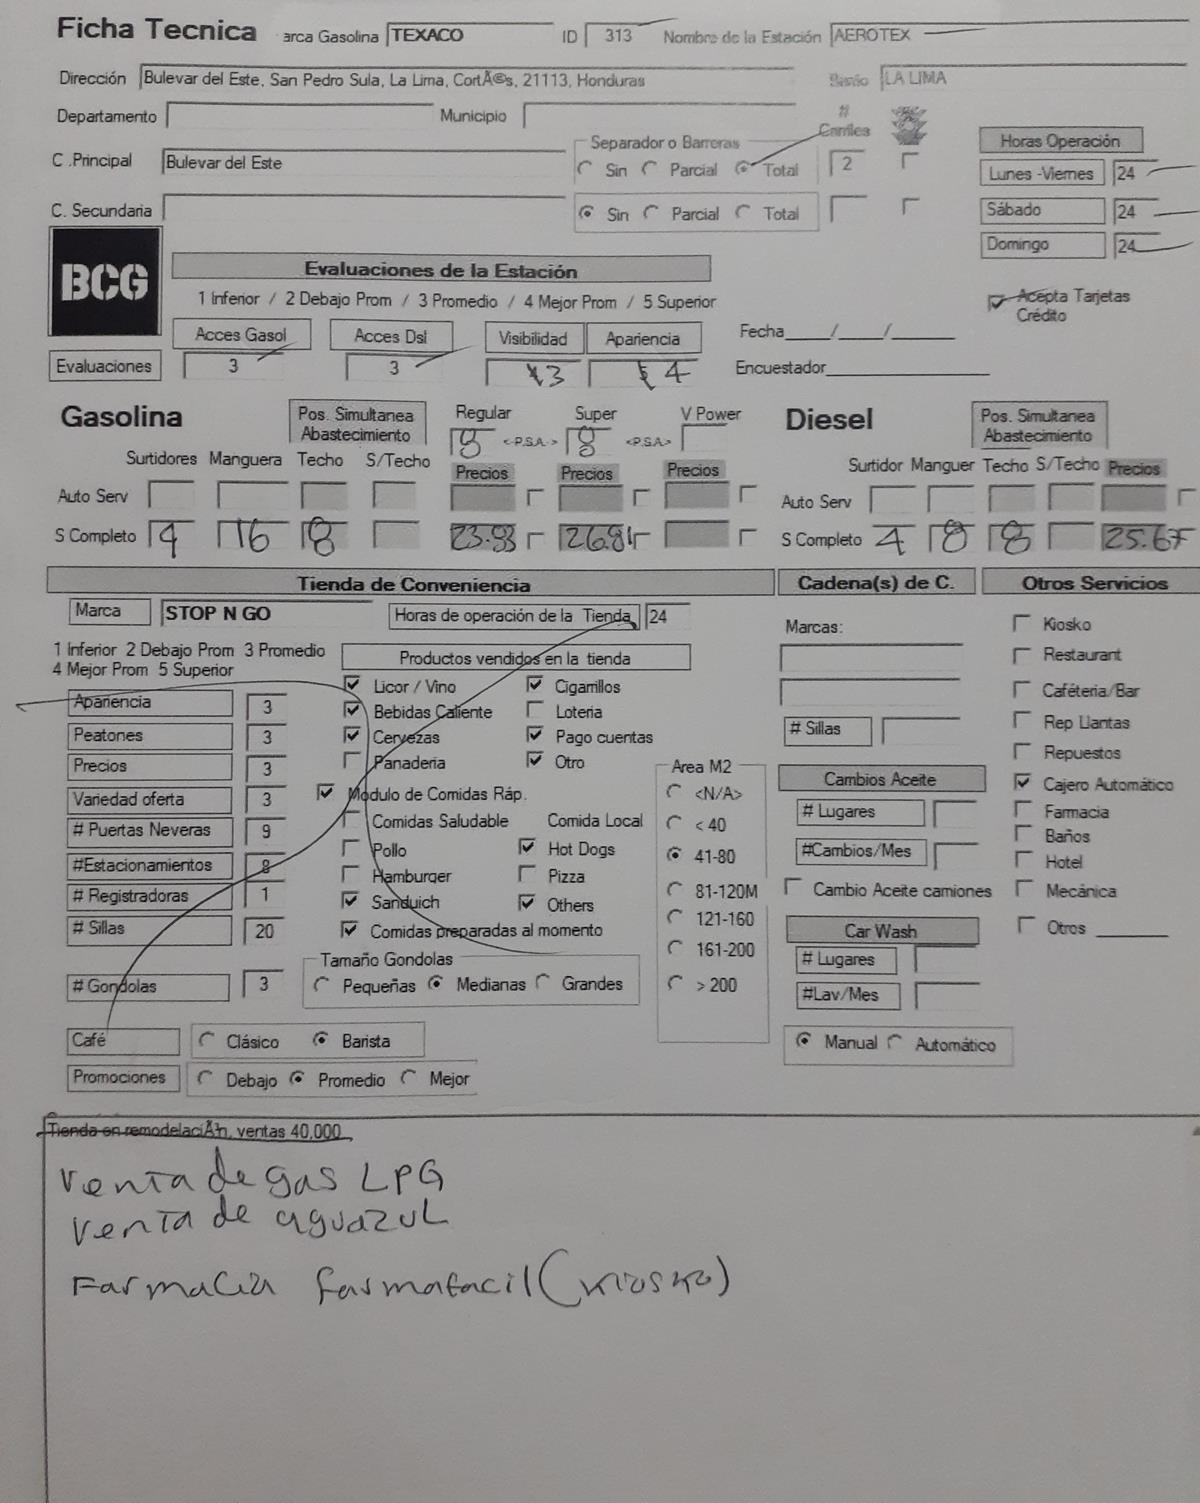 Ficha Tecnica arca Gasolina TEXACO ID 313 Nombre de la Estación AEROTEX
Dirección Bulevar del Este, San Pedro Sula, La Lima, CortÃ©s, 21113, Honduras LA LIMA
Departamento Municipio # Carriles
Separador o Barreras
Horas Operación
C .Principal Bulevar del Este Sin Parcial Total 2
Lunes -Viernes 24
C. Secundaria Sin Parcial Total
Sábado 24
Domingo 24
BCG
Evaluaciones de la Estación
1 Inferior / 2 Debajo Prom / 3 Promedio / 4 Mejor Prom / 5 Superior
Acepta Tarjetas Crédito
Acces Gasol Acces Dsl Visibilidad Apariencia
Fecha____/____/______
Evaluaciones 3 3 3 4
Encuestador
Gasolina Pos. Simultanea Abastecimiento Regular Super V Power
8 <-P.S.A.-> 8 <-P.S.A.>
Diesel Pos. Simultanea Abastecimiento
Surtidores Manguera Techo S/Techo Precios Precios Precios
Surtidor Manguer Techo S/Techo Precios
Auto Serv
Auto Serv
S Completo 4 16 8 23.93 26.81
S Completo 4 8 8 25.67
Tienda de Conveniencia Cadena(s) de C. Otros Servicios
Marca STOP N GO Horas de operación de la Tienda 24
Marcas:
Kiosko
1 Inferior 2 Debajo Prom 3 Promedio
4 Mejor Prom 5 Superior
Productos vendidos en la tienda
Restaurant
Apariencia 3 Licor / Vino Cigarrillos
Caféteria/Bar
Bebidas Caliente Loteria
# Sillas
Rep Llantas
Peatones 3 Cervezas Pago cuentas
Repuestos
Precios 3 Panaderia Otro
Area M2
Cambios Aceite
Cajero Automático
Variedad oferta 3 Modulo de Comidas Ráp. <N/A>
# Lugares
Farmacia
# Puertas Neveras 9 Comidas Saludable Comida Local < 40
Baños
#Estacionamientos 8 Pollo Hot Dogs 41-80
#Cambios/Mes
Hotel
# Registradoras 1 Hamburger Pizza 81-120M
Cambio Aceite camiones
Mecánica
Sanduich Others 121-160
# Sillas 20 Comidas preparadas al momento 161-200
Car Wash
Otros
Tamaño Gondolas
# Lugares
# Gondolas 3 Pequeñas Medianas Grandes > 200
#Lav/Mes
Café Clásico Barista
Manual Automático
Promociones Debajo Promedio Mejor
Tienda en remodelaciÃ³n, ventas 40,000
venta de gas LPG
venta de aguazul
Farmacia farmafacil (kiosko)